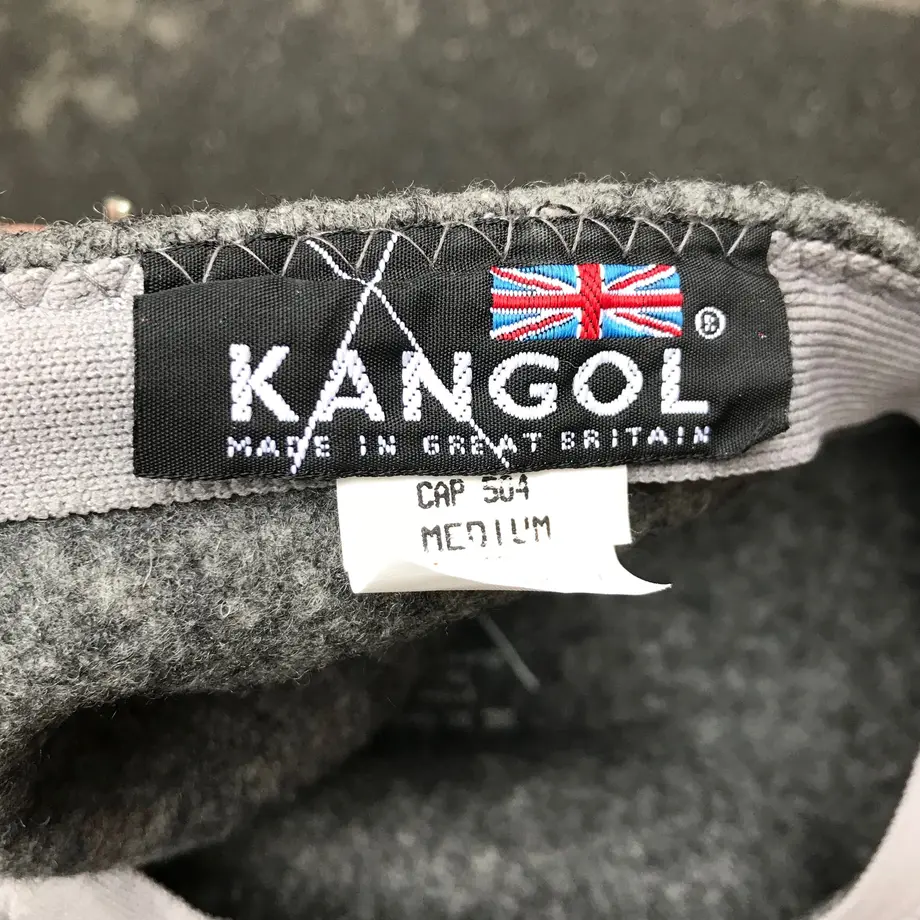 ®
KANGOL
MADE IN GREAT BRITAIN
CAP 504
MEDIUM